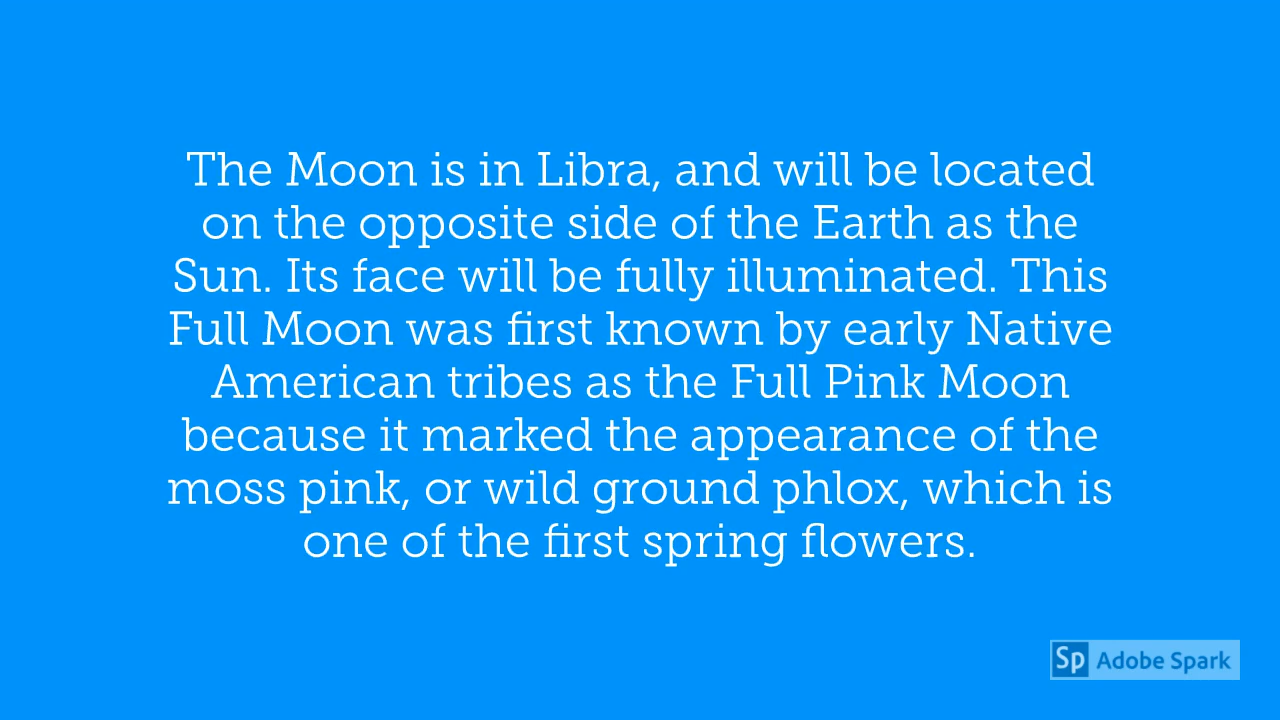 The Moon is in Libra, and will be located
on the opposite side of the Earth as the
Sun. Its face will be fully illuminated. This
Full Moon was first known by early Native
American tribes as the Full Pink Moon
because it marked the appearance of the
moss pink, or wild ground phlox, which is
one of the first spring flowers.
Sp Adobe Spark